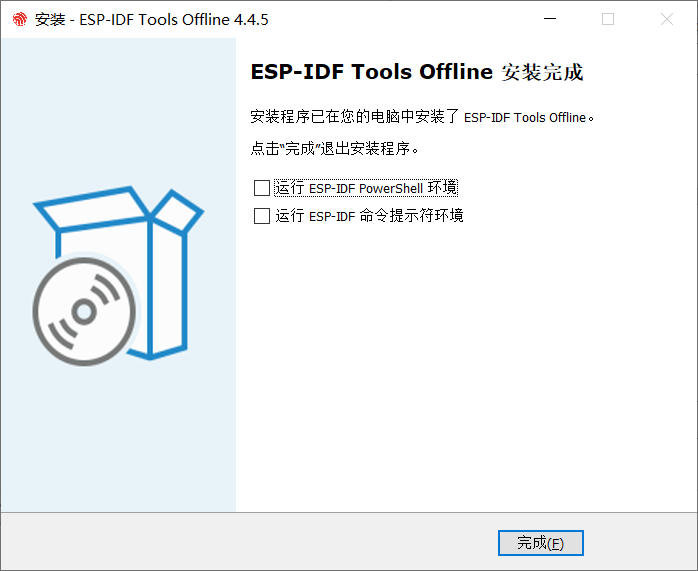 安装 - ESP-IDF Tools Offline 4.4.5
ESP-IDF Tools Offline 安装完成
安装程序已在您的电脑中安装了 ESP-IDF Tools Offline。
点击“完成”退出安装程序。
运行 ESP-IDF PowerShell 环境
运行 ESP-IDF 命令提示符环境
完成(F)